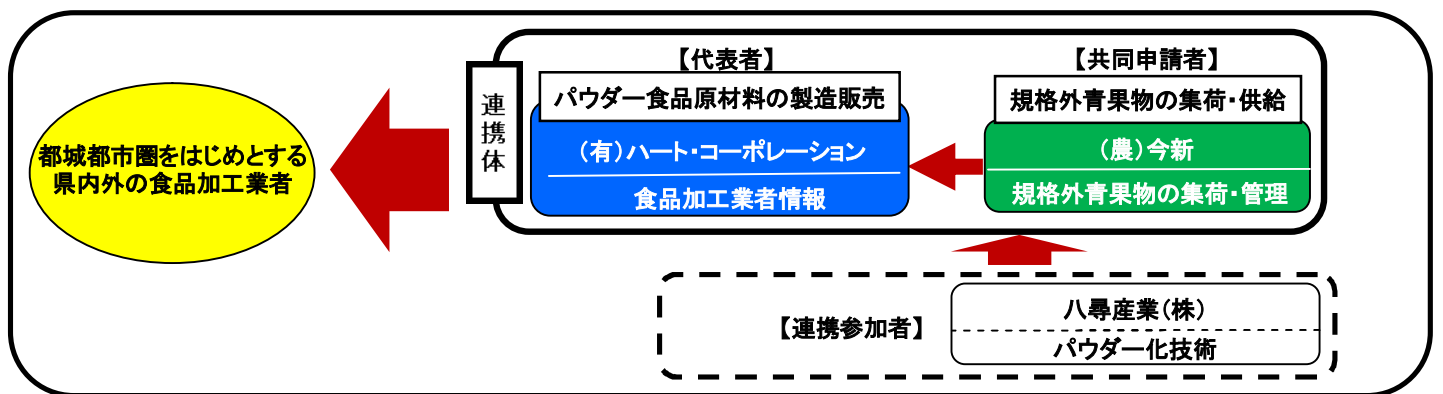 都城都市圏をはじめとする
県内外の食品加工業者
連携体
【代表者】
パウダー食品原材料の製造販売
（有）ハート・コーポレーション
食品加工業者情報
【共同申請者】
規格外青果物の集荷・供給
（農）今新
規格外青果物の集荷・管理
【連携参加者】
八尋産業（株）
パウダー化技術